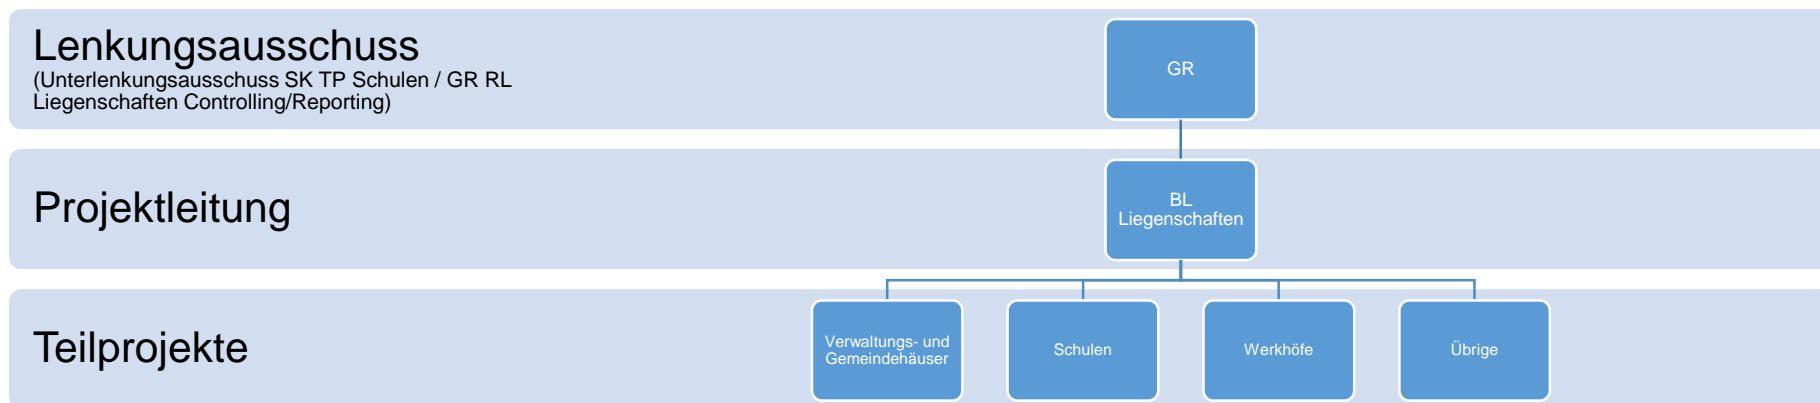 Lenkungsausschuss
(Unterlenkungsausschuss SK TP Schulen / GR RL
Liegenschaften Controlling/Reporting)
GR
Projektleitung
BL
Liegenschaften
Teilprojekte
Verwaltungs- und
Gemeindehäuser
Schulen
Werkhöfe
Übrige